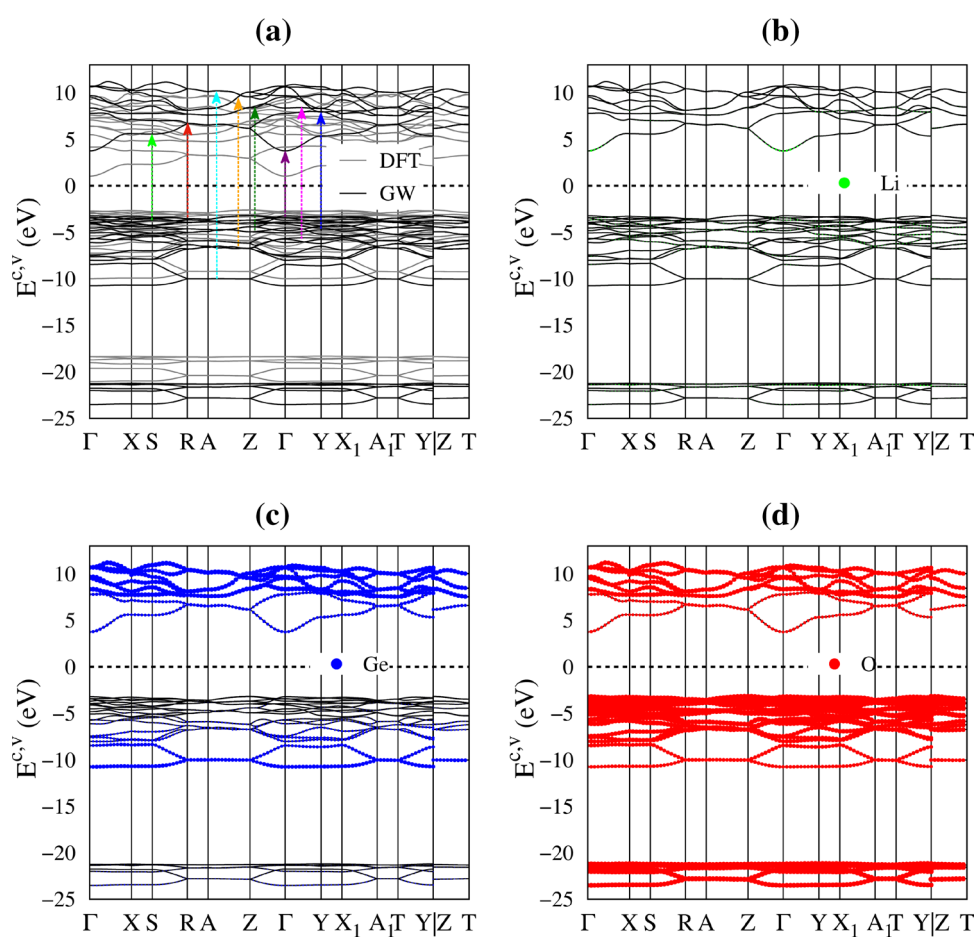 (a)
E^{c,v} (eV)
10
5
0
−5
−10
−15
−20
−25
DFT
GW
Γ X S R A Z Γ Y X₁ A₁ T Y|Z T
(b)
E^{c,v} (eV)
10
5
0
−5
−10
−15
−20
−25
Li
Γ X S R A Z Γ Y X₁ A₁ T Y|Z T
(c)
E^{c,v} (eV)
10
5
0
−5
−10
−15
−20
−25
Ge
Γ X S R A Z Γ Y X₁ A₁ T Y|Z T
(d)
E^{c,v} (eV)
10
5
0
−5
−10
−15
−20
−25
O
Γ X S R A Z Γ Y X₁ A₁ T Y|Z T